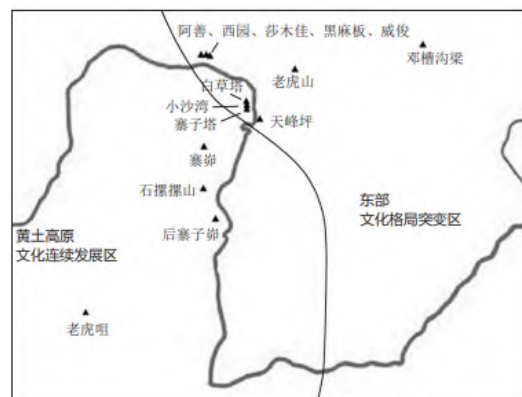 阿善、西园、莎木佳、黑麻板、威俊
邓槽沟梁
老虎山
白草塔
小沙湾
寨子塔
天峰坪
寨峁
石摞摞山
后寨子峁
黄土高原
文化连续发展区
东部
文化格局突变区
老虎咀